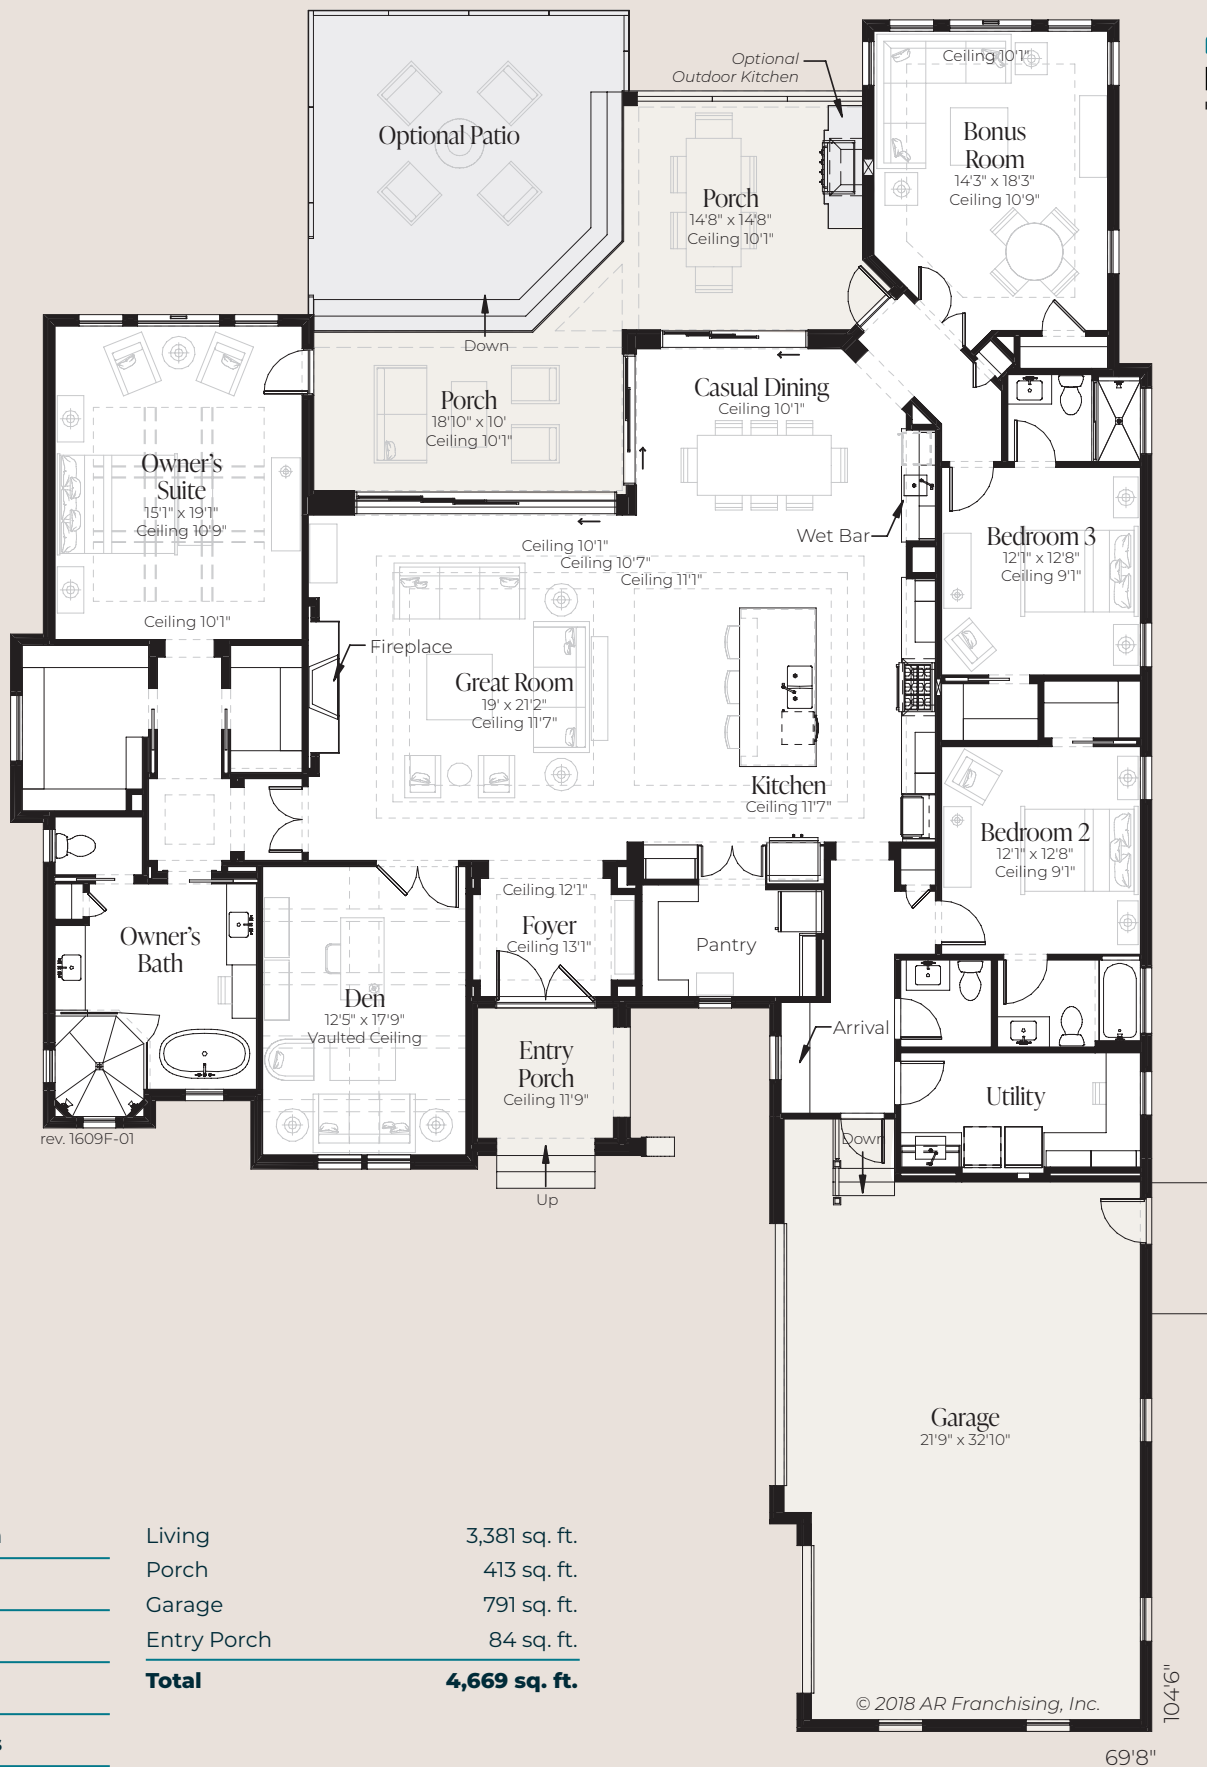 Optional
Outdoor Kitchen
Ceiling 10'1"
Optional Patio
Bonus
Room
14'3" x 18'3"
Ceiling 10'9"
Porch
14'8" x 14'8"
Ceiling 10'1"
Down
Porch
18'10" x 10'
Ceiling 10'1"
Casual Dining
Ceiling 10'1"
Owner's
Suite
15'1" x 19'1"
Ceiling 10'9"
Ceiling 10'1"
Wet Bar
Bedroom 3
12'1" x 12'8"
Ceiling 9'1"
Ceiling 10'1"
Ceiling 10'7"
Ceiling 11'1"
Fireplace
Great Room
19' x 21'2"
Ceiling 11'7"
Kitchen
Ceiling 11'7"
Bedroom 2
12'1" x 12'8"
Ceiling 9'1"
Ceiling 12'1"
Foyer
Ceiling 13'1"
Pantry
Owner's
Bath
Den
12'5" x 17'9"
Vaulted Ceiling
Arrival
Entry
Porch
Ceiling 11'9"
Utility
rev. 1609F-01
Down
Up
Garage
21'9" x 32'10"
Living 3,381 sq. ft.
Porch 413 sq. ft.
Garage 791 sq. ft.
Entry Porch 84 sq. ft.
Total 4,669 sq. ft.
© 2018 AR Franchising, Inc.
104'6"
69'8"